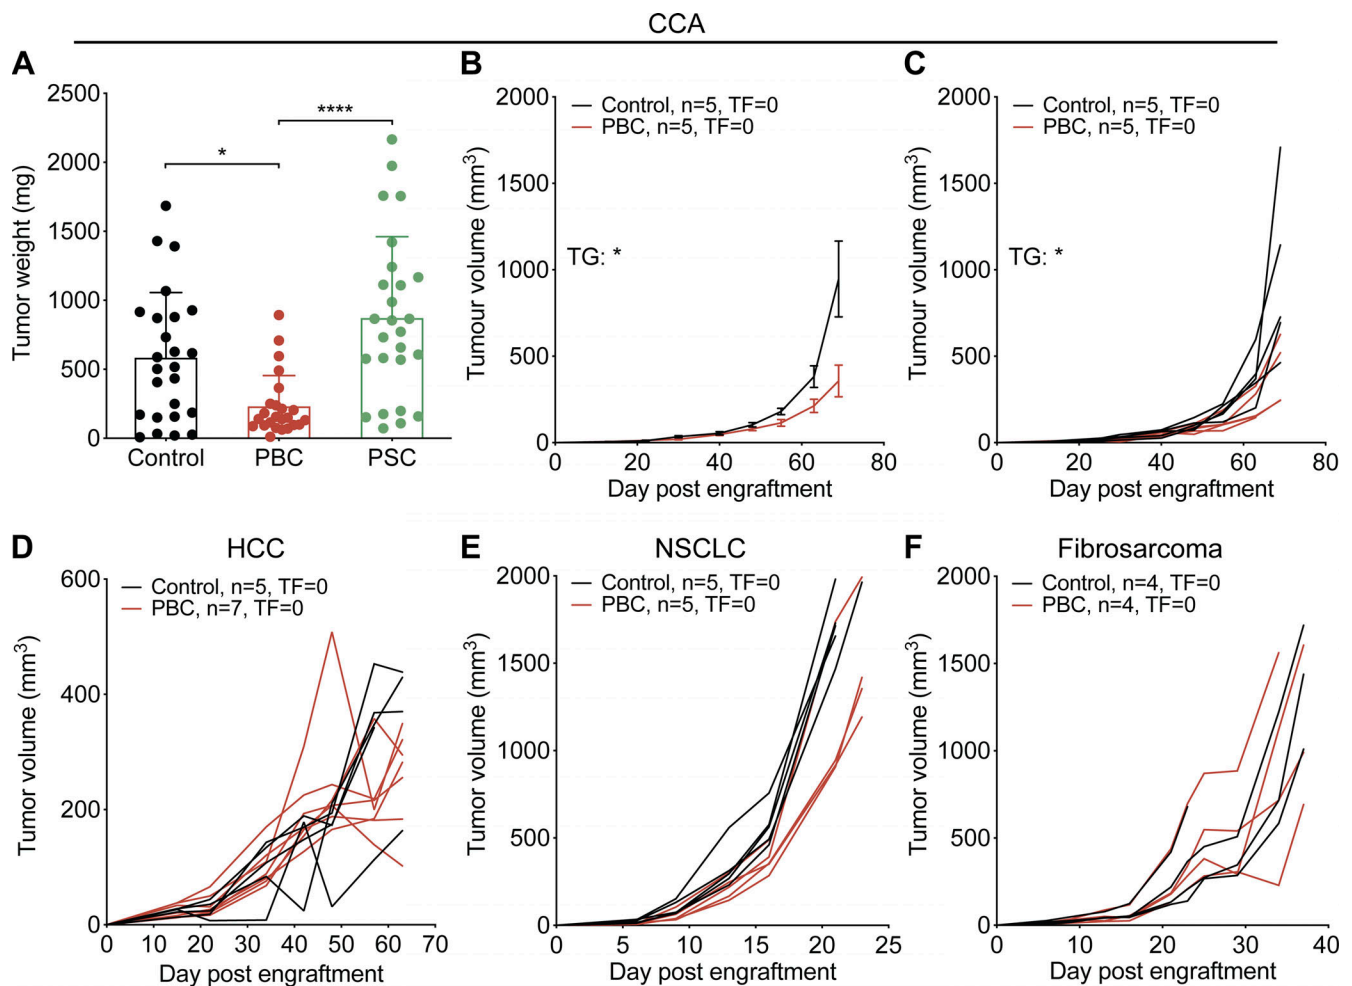 CCA
A
2500
2000
1500
1000
500
0
Tumor weight (mg)
*
****
Control
PBC
PSC
B
2000
1500
1000
500
0
Tumour volume (mm³)
Control, n=5, TF=0
PBC, n=5, TF=0
TG: *
0 20 40 60 80
Day post engraftment
C
2000
1500
1000
500
0
Tumour volume (mm³)
Control, n=5, TF=0
PBC, n=5, TF=0
TG: *
0 20 40 60 80
Day post engraftment
D
HCC
600
400
200
0
Tumor volume (mm³)
Control, n=5, TF=0
PBC, n=7, TF=0
0 10 20 30 40 50 60 70
Day post engraftment
E
NSCLC
2000
1500
1000
500
0
Tumor volume (mm³)
Control, n=5, TF=0
PBC, n=5, TF=0
0 5 10 15 20 25
Day post engraftment
F
Fibrosarcoma
2000
1500
1000
500
0
Tumor volume (mm³)
Control, n=4, TF=0
PBC, n=4, TF=0
0 10 20 30 40
Day post engraftment